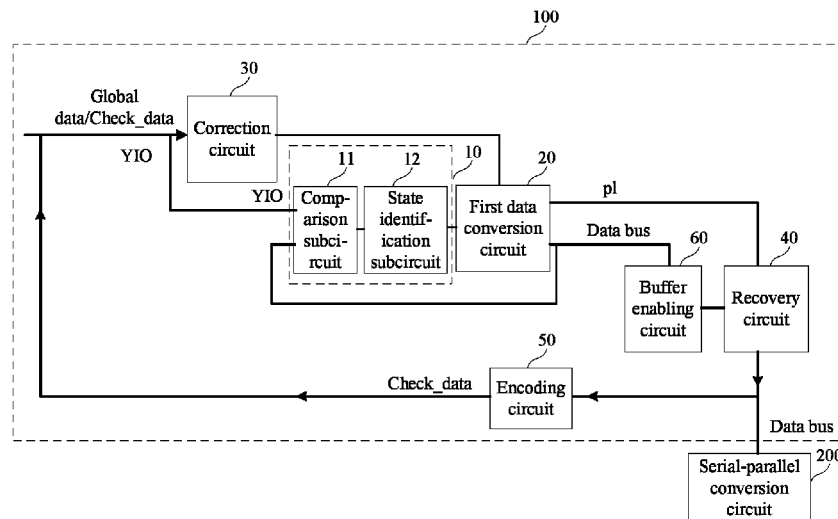 100
30
Global
data/Check_data
Correction
circuit
YIO
11
12
10
20
YIO
Comp-
arison
subci-
rcuit
State
identif-
ication
subcircuit
First data
conversion
circuit
pl
Data bus
60
40
Buffer
enabling
circuit
Recovery
circuit
50
Check_data
Encoding
circuit
Data bus
200
Serial-parallel
conversion
circuit